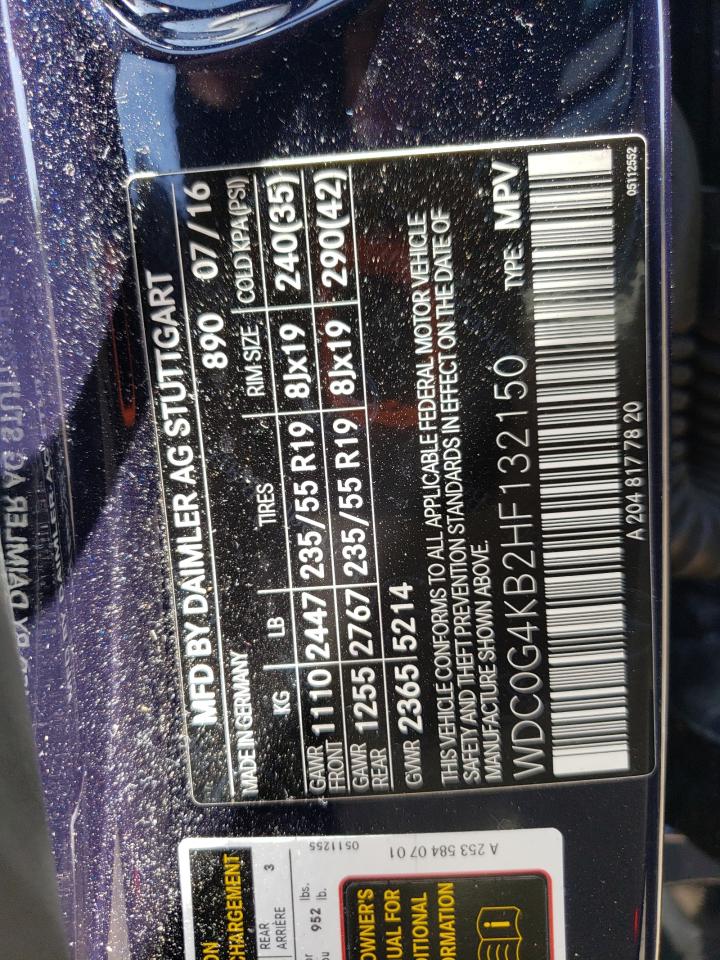 MFD BY DAIMLER AG STUTTGART
MADE IN GERMANY 890 07/16
KG LB TIRES RIM SIZE COLD KPA(PSI)
GAWR FRONT 1110 2447 235/55 R19 8Jx19 240(35)
GAWR REAR 1255 2767 235/55 R19 8Jx19 290(42)
GVWR 2365 5214
THIS VEHICLE CONFORMS TO ALL APPLICABLE FEDERAL MOTOR VEHICLE
SAFETY AND THEFT PREVENTION STANDARDS IN EFFECT ON THE DATE OF
MANUFACTURE SHOWN ABOVE.
WDC0G4KB2HF132150 TYPE: MPV
A 204 817 78 20
05112552
CHARGEMENT
REAR
ARRIÈRE 3
952 lbs.
lb.
OWNER'S
FOR
0511255
A 253 584 07 01